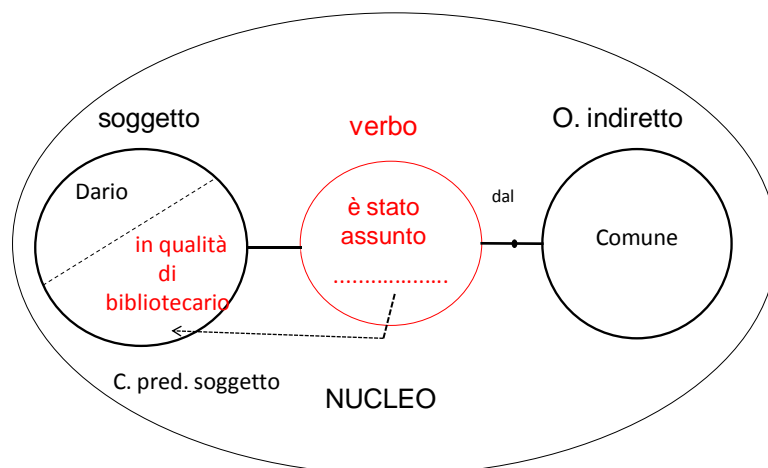 soggetto
verbo
O. indiretto
Dario
in qualità
di
bibliotecario
è stato
assunto
...................
dal
Comune
C. pred. soggetto
NUCLEO